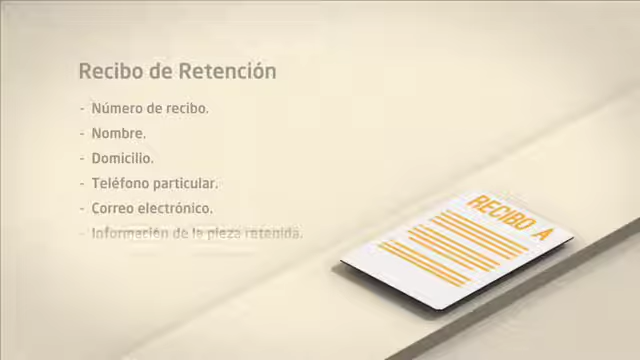 Recibo de Retención
- Número de recibo.
- Nombre.
- Domicilio.
- Teléfono particular.
- Correo electrónico.
- Información de la pieza retenida.
RECIBO A